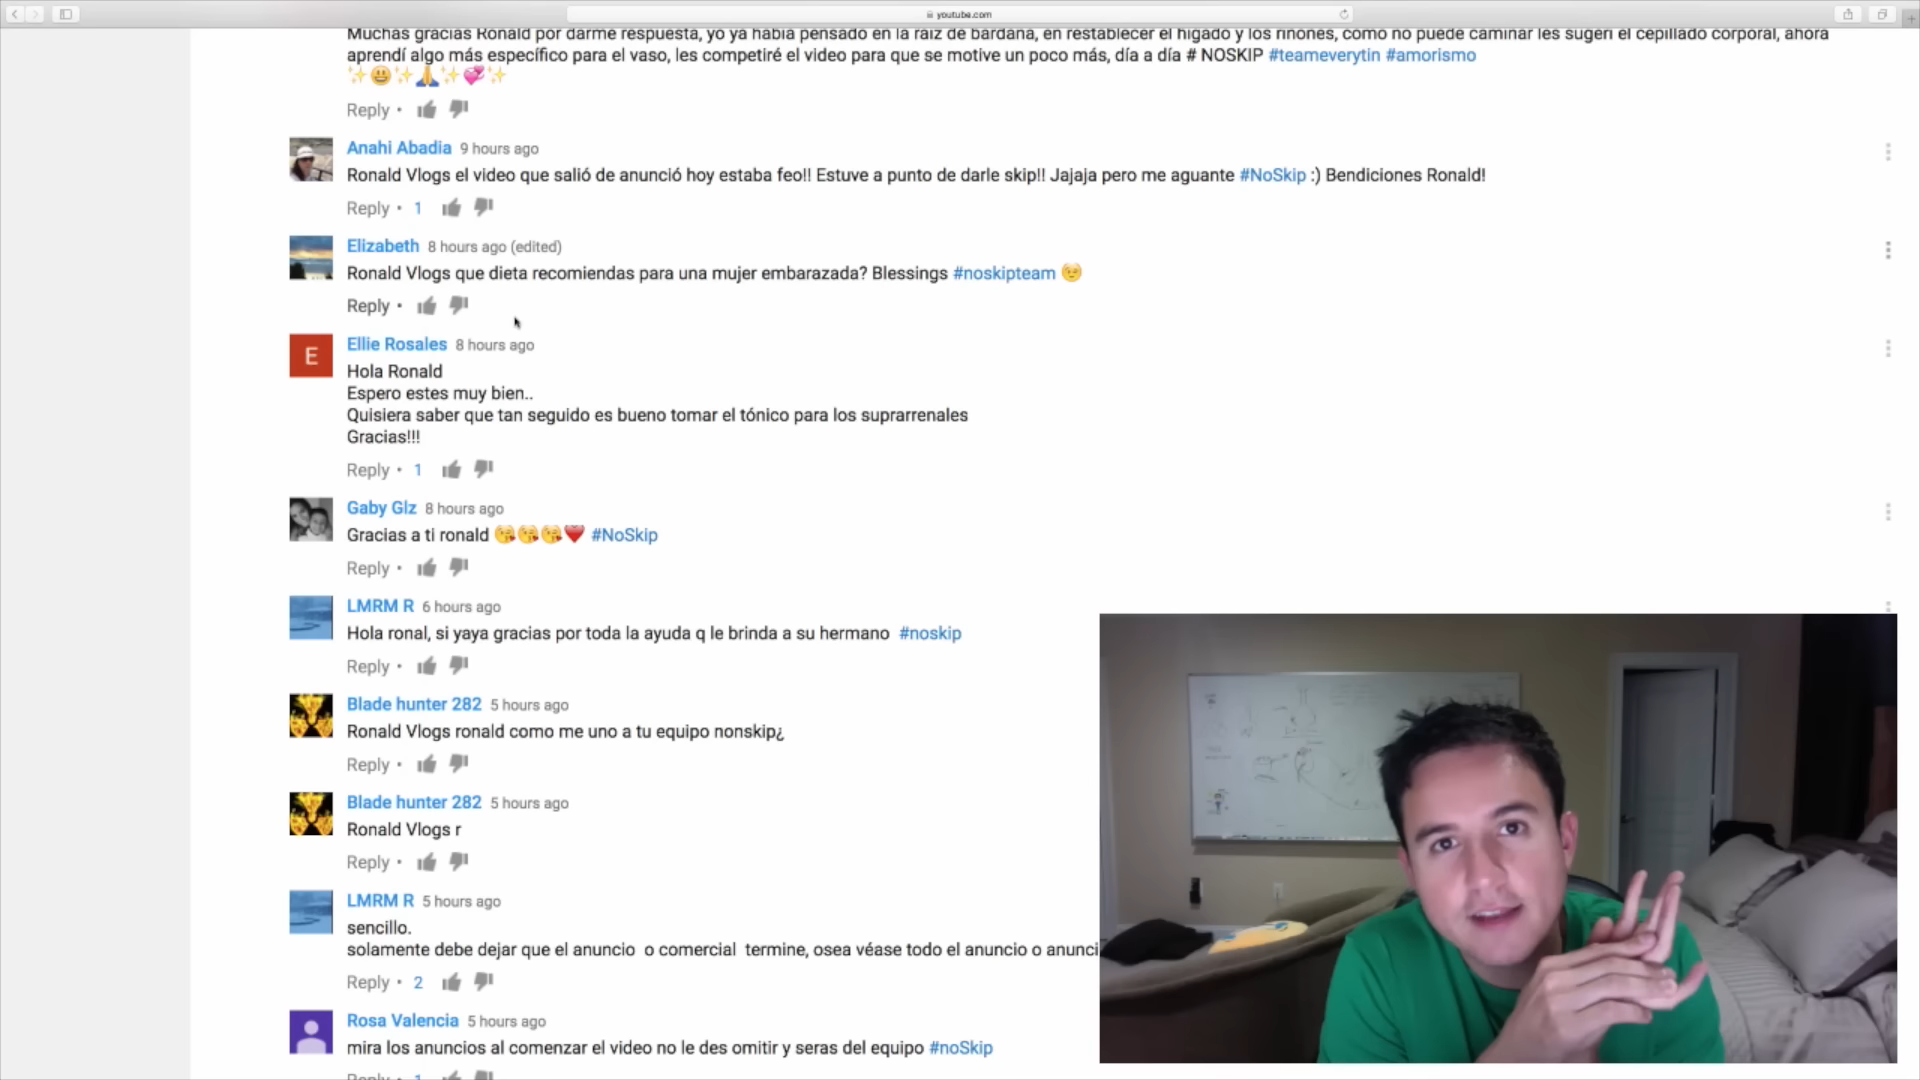 youtube.com
Muchas gracias Ronald por darme respuesta, yo ya había pensado en la raíz de bardana, en restablecer el hígado y los riñones, como no puede caminar les sugerí el cepillado corporal, ahora
aprendí algo más específico para el vaso, les competiré el video para que se motive un poco más, día a día # NOSKIP #teameverytin #amorismo
✨😃✨🙏✨💞✨
Reply •
Anahi Abadia 9 hours ago
Ronald Vlogs el video que salió de anunció hoy estaba feo!! Estuve a punto de darle skip!! Jajaja pero me aguante #NoSkip :) Bendiciones Ronald!
Reply • 1
Elizabeth 8 hours ago (edited)
Ronald Vlogs que dieta recomiendas para una mujer embarazada? Blessings #noskipteam 😉
Reply •
E
Ellie Rosales 8 hours ago
Hola Ronald
Espero estes muy bien..
Quisiera saber que tan seguido es bueno tomar el tónico para los suprarrenales
Gracias!!!
Reply • 1
Gaby Glz 8 hours ago
Gracias a ti ronald 😘😘😘❤️ #NoSkip
Reply •
LMRM R 6 hours ago
Hola ronal, si yaya gracias por toda la ayuda q le brinda a su hermano #noskip
Reply •
Blade hunter 282 5 hours ago
Ronald Vlogs ronald como me uno a tu equipo nonskip¿
Reply •
Blade hunter 282 5 hours ago
Ronald Vlogs r
Reply •
LMRM R 5 hours ago
sencillo.
solamente debe dejar que el anuncio o comercial termine, osea véase todo el anuncio o anunci
Reply • 2
Rosa Valencia 5 hours ago
mira los anuncios al comenzar el video no le des omitir y seras del equipo #noSkip
Reply • 1